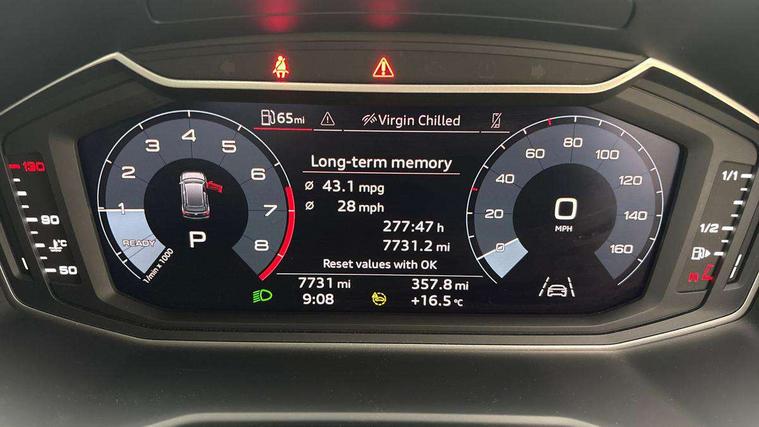 65mi Virgin Chilled
Long-term memory
ø 43.1 mpg
ø 28 mph
277:47 h
7731.2 mi
Reset values with OK
7731 mi 357.8 mi
9:08 +16.5°C
1 2 3 4 5 6 7 8
READY
P
1/min x 1000
0 20 40 60 80 100 120 140 160
0
MPH
130
90
°C
50
1/1
1/2